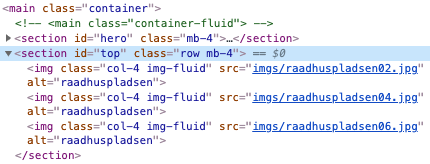 <main class="container">
<!-- <main class="container-fluid"> -->
▶<section id="hero" class="mb-4">…</section>
▼<section id="top" class="row mb-4"> == $0
<img class="col-4 img-fluid" src="imgs/raadhuspladsen02.jpg"
alt="raadhuspladsen">
<img class="col-4 img-fluid" src="imgs/raadhuspladsen04.jpg"
alt="raadhuspladsen">
<img class="col-4 img-fluid" src="imgs/raadhuspladsen06.jpg"
alt="raadhuspladsen">
</section>